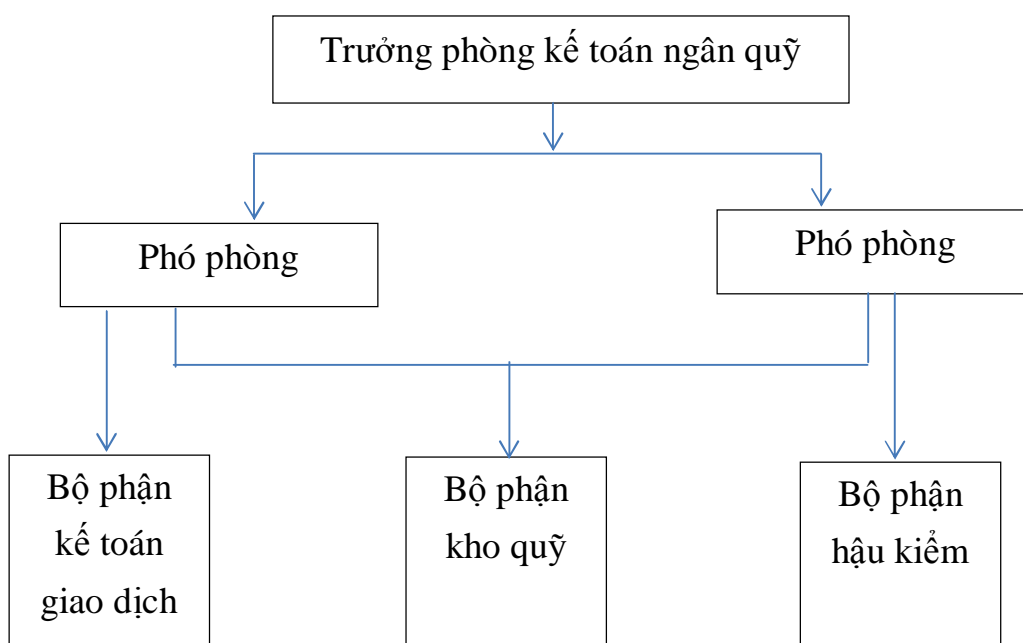 Trưởng phòng kế toán ngân quỹ
Phó phòng
Phó phòng
Bộ phận
kế toán
giao dịch
Bộ phận
kho quỹ
Bộ phận
hậu kiểm